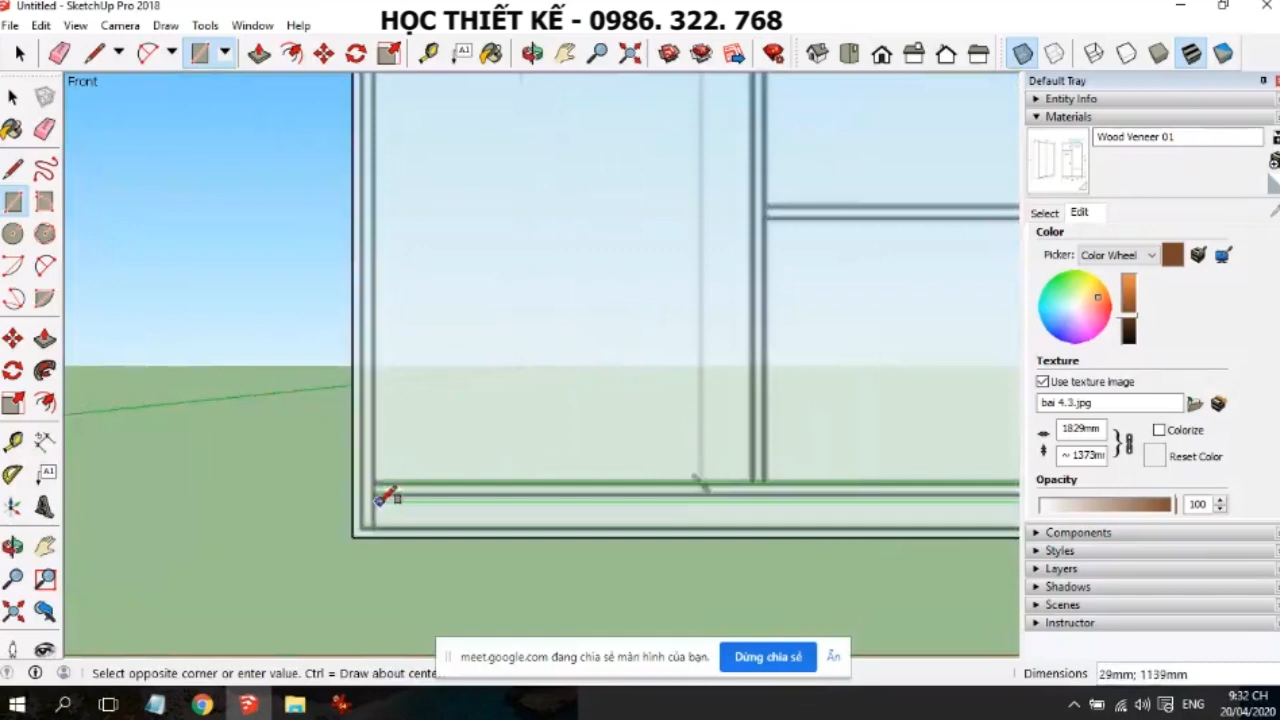 Untitled - SketchUp Pro 2018
HỌC THIẾT KẾ - 0986. 322. 768
File Edit View Camera Draw Tools Window Help
Front
Default Tray
Entity Info
Materials
Wood Veneer 01
Select Edit
Color
Picker: Color Wheel
Texture
Use texture image
bai 4.3.jpg
1829mm
Colorize
~ 1373m
Reset Color
Opacity
100
Components
Styles
Layers
Shadows
Scenes
Instructor
meet.google.com đang chia sẻ màn hình của bạn.
Dừng chia sẻ
Ẩn
Select opposite corner or enter value. Ctrl = Draw about cente
Dimensions 29mm; 1139mm
ENG
9:32 CH
20/04/2020